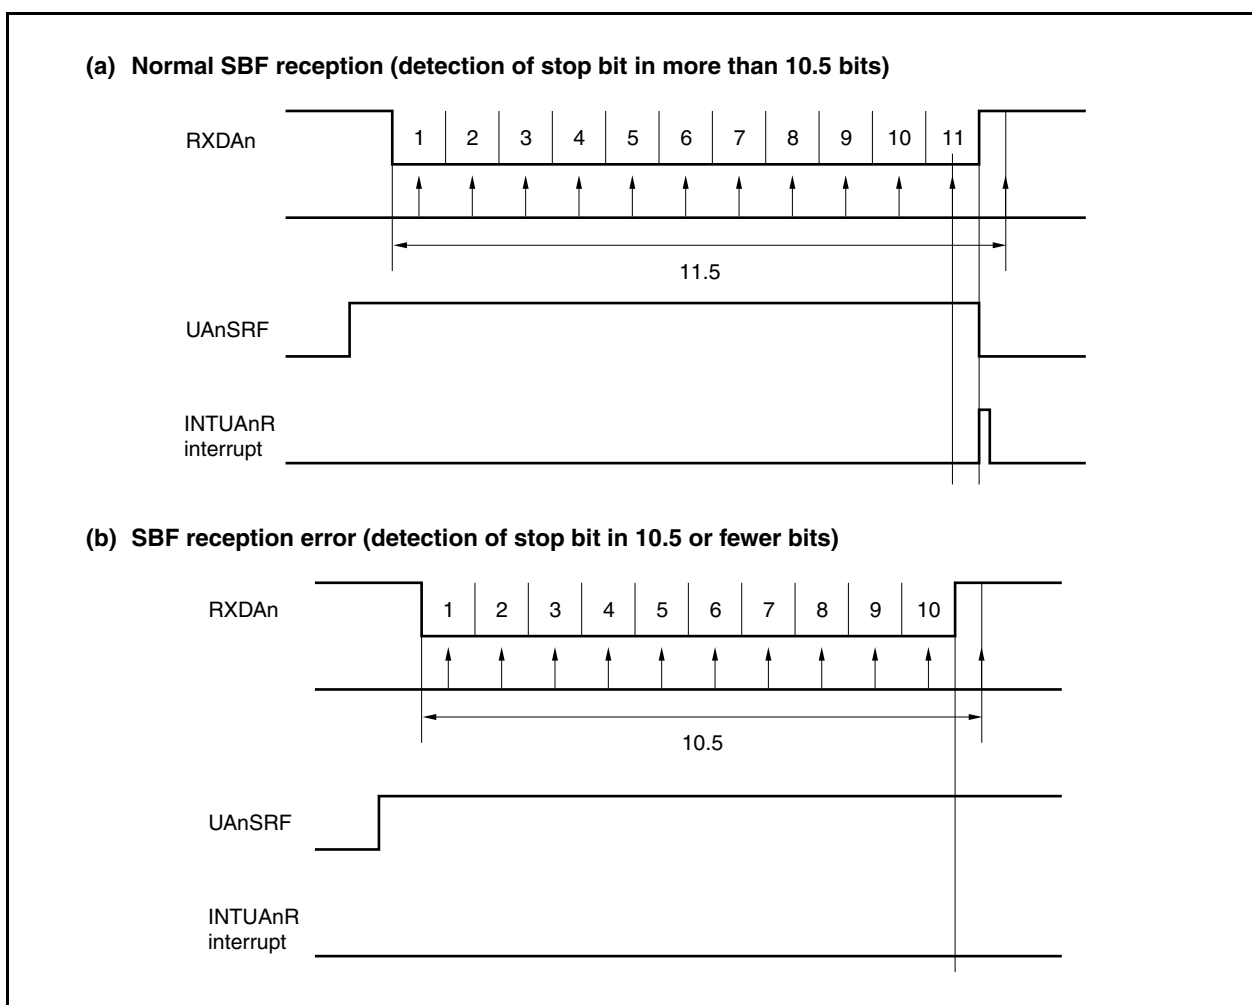 (a) Normal SBF reception (detection of stop bit in more than 10.5 bits)
RXDAn
1 2 3 4 5 6 7 8 9 10 11
11.5
UAnSRF
INTUAnR
interrupt
(b) SBF reception error (detection of stop bit in 10.5 or fewer bits)
RXDAn
1 2 3 4 5 6 7 8 9 10
10.5
UAnSRF
INTUAnR
interrupt